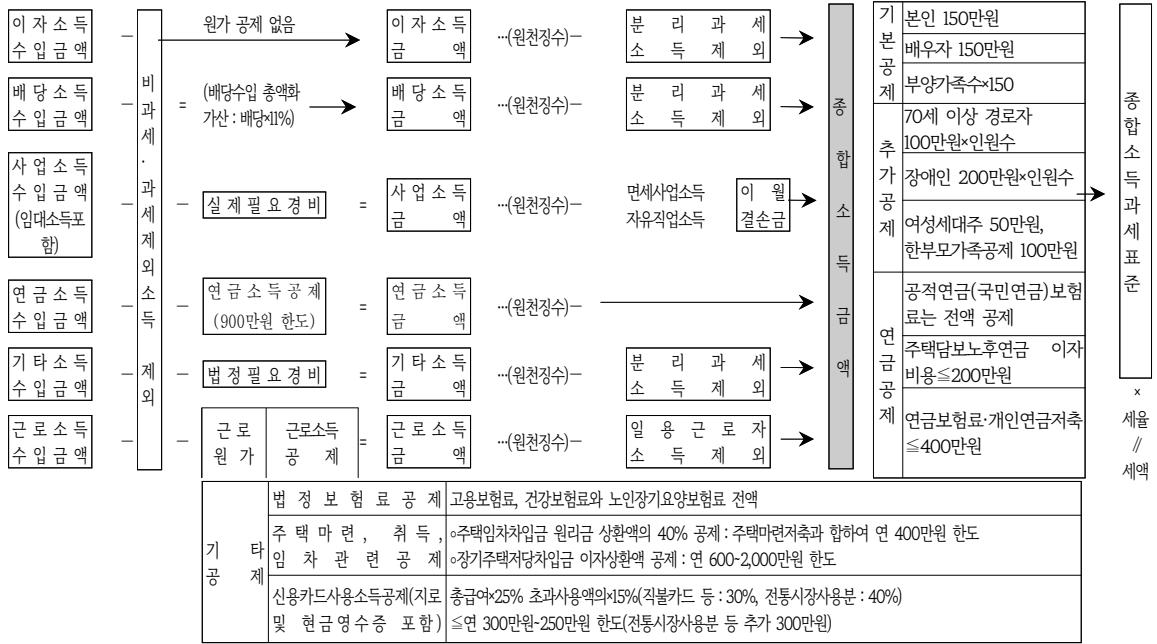 이자소득
수입금액
－
원가 공제 없음
이자소득
금 액
…(원천징수)－
분리과세
소득제외
배당소득
수입금액
－
=
(배당수입 총액화
가산 : 배당×11%)
배당소득
금 액
…(원천징수)－
분리과세
소득제외
사업소득
수입금액
(임대소득포
함)
－
－
실제필요경비
=
사업소득
금 액
…(원천징수)－
면세사업소득
자유직업소득
이 월
결손금
연금소득
수입금액
－
－
연금소득공제
(900만원 한도)
=
연금소득
금 액
…(원천징수)－
기타소득
수입금액
－
－
법정필요경비
=
기타소득
금 액
…(원천징수)－
분리과세
소득제외
근로소득
수입금액
－
－
근로
원가
근로소득
공 제
=
근로소득
금 액
…(원천징수)－
일용근로자
소득제외
비과세·과세제외소득 제외
종합소득금액
기본공제
본인 150만원
배우자 150만원
부양가족수×150
추가공제
70세 이상 경로자
100만원×인원수
장애인 200만원×인원수
여성세대주 50만원,
한부모가족공제 100만원
연금공제
공적연금(국민연금)보험
료는 전액 공제
주택담보노후연금 이자
비용≦200만원
연금보험료·개인연금저축
≦400만원
종합소득과세표준
×
세율
∥
세액
기 타
공 제
법정보험료공제
고용보험료, 건강보험료와 노인장기요양보험료 전액
주택마련, 취득,
임차관련공제
∘주택임차차입금 원리금 상환액의 40% 공제 : 주택마련저축과 합하여 연 400만원 한도
∘장기주택저당차입금 이자상환액 공제 : 연 600~2,000만원 한도
신용카드사용소득공제(지로
및 현금영수증 포함)
총급여×25% 초과사용액의×15%(직불카드 등 : 30%, 전통시장사용분 : 40%)
≦연 300만원~250만원 한도(전통시장사용분 등 추가 300만원)